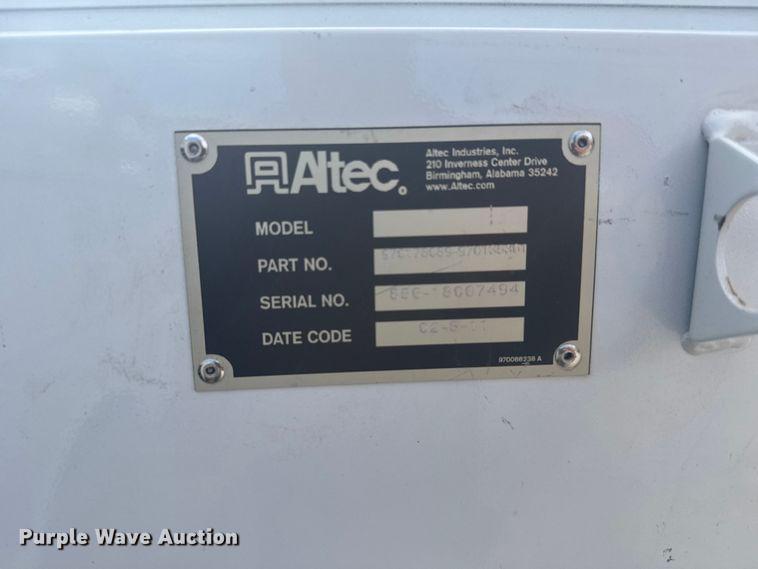 Altec®
Altec Industries, Inc.
210 Inverness Center Drive
Birmingham, Alabama 35242
www.Altec.com
MODEL
PART NO.
SERIAL NO.
DATE CODE
970088238 A
Purple Wave Auction